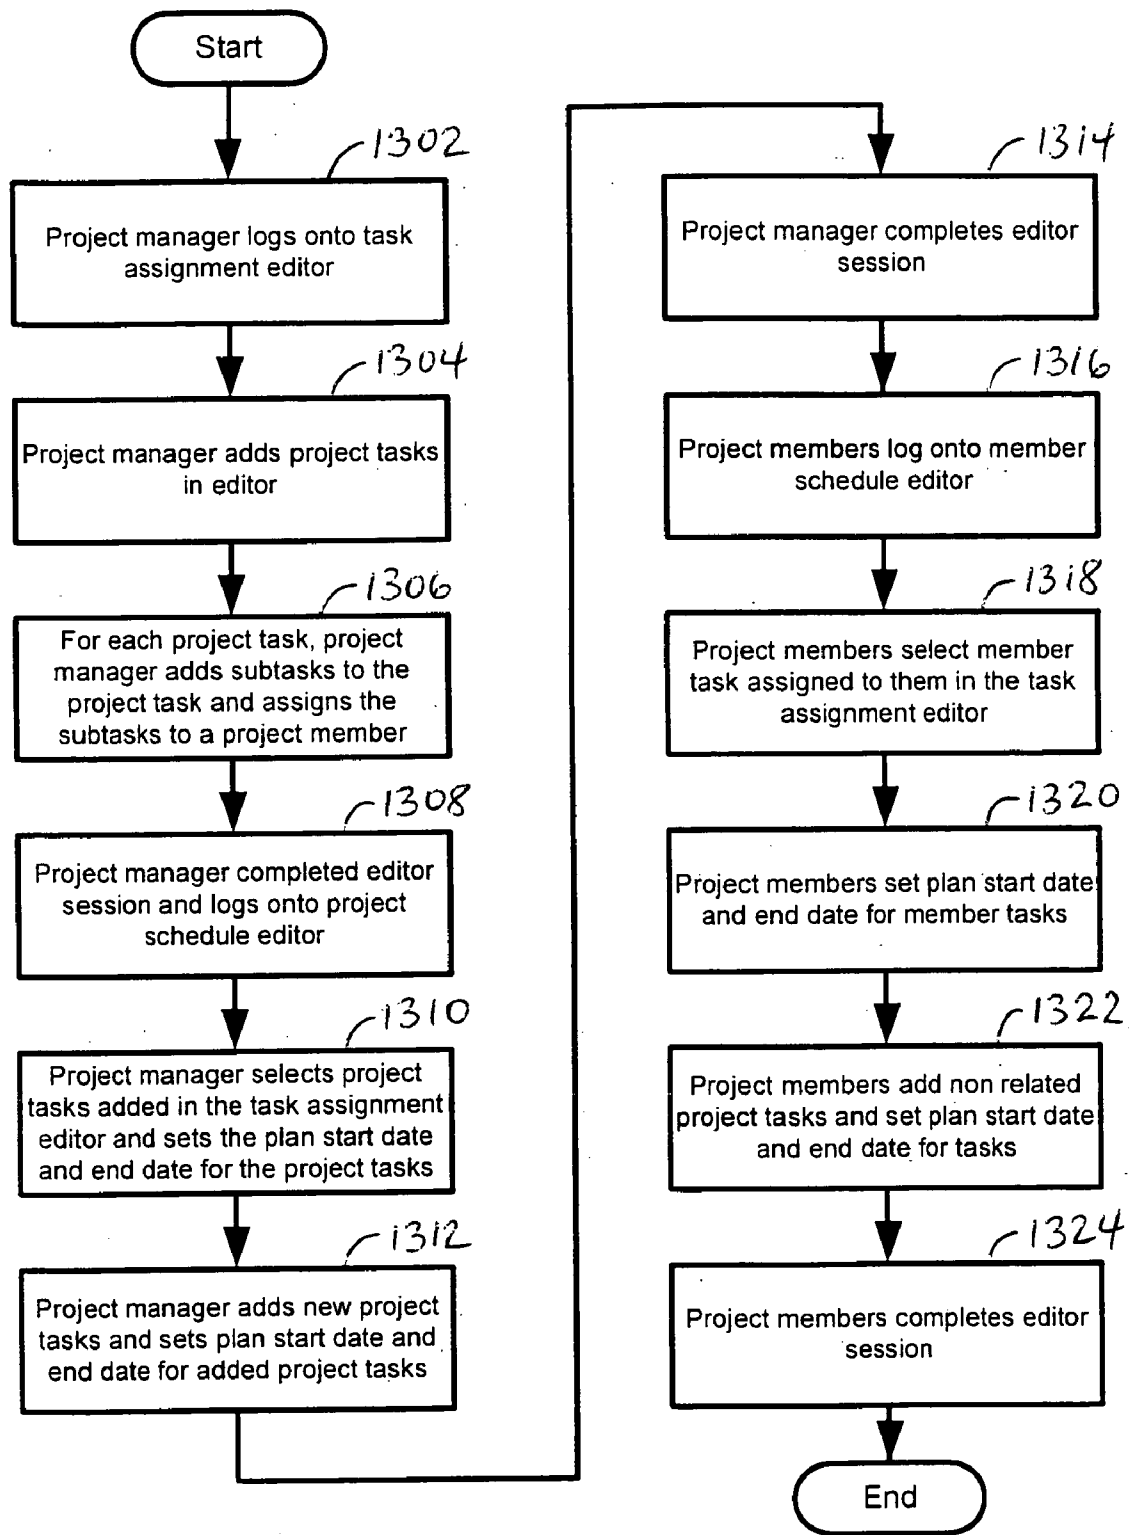 Start
1302
Project manager logs onto task
assignment editor
1304
Project manager adds project tasks
in editor
1306
For each project task, project
manager adds subtasks to the
project task and assigns the
subtasks to a project member
1308
Project manager completed editor
session and logs onto project
schedule editor
1310
Project manager selects project
tasks added in the task assignment
editor and sets the plan start date
and end date for the project tasks
1312
Project manager adds new project
tasks and sets plan start date and
end date for added project tasks
1314
Project manager completes editor
session
1316
Project members log onto member
schedule editor
1318
Project members select member
task assigned to them in the task
assignment editor
1320
Project members set plan start date
and end date for member tasks
1322
Project members add non related
project tasks and set plan start date
and end date for tasks
1324
Project members completes editor
session
End